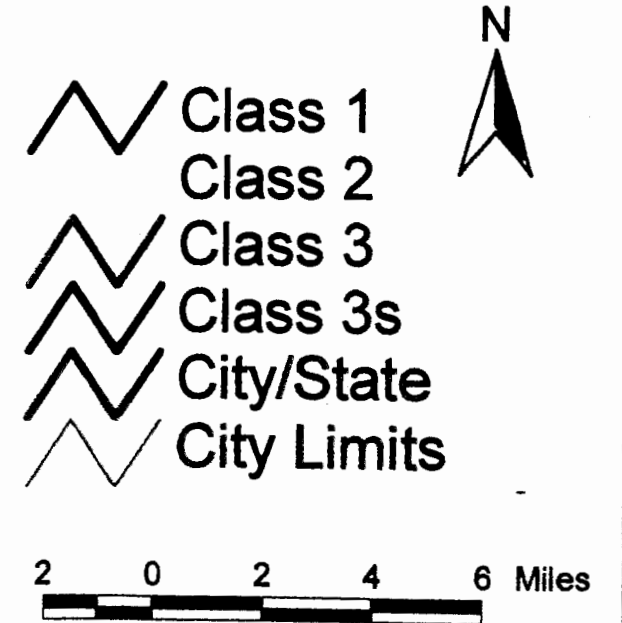 N
Class 1
Class 2
Class 3
Class 3s
City/State
City Limits
2 0 2 4 6 Miles